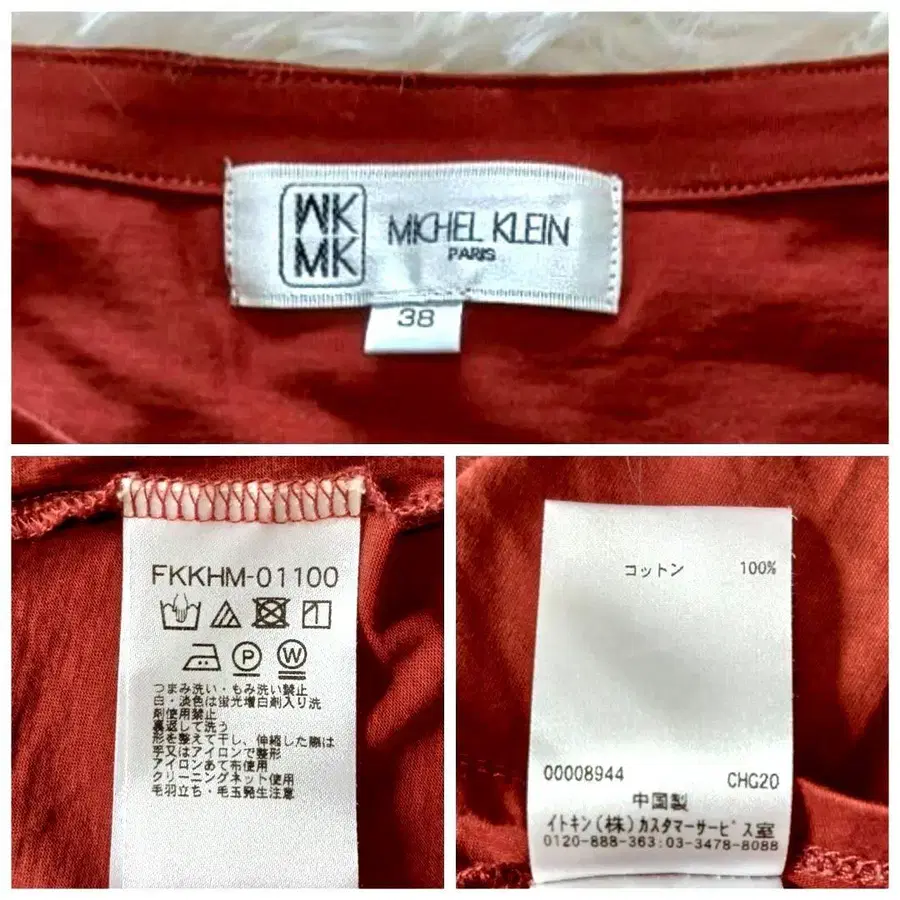 MK
MK
MICHEL KLEIN
PARIS
38
FKKHM-01100
P
W
つまみ洗い・もみ洗い禁止
白・淡色は蛍光増白剤入り洗
剤使用禁止
裏返して洗う
形を整えて干し、伸縮した際は
手又はアイロンで整形
アイロンあて布使用
クリーニングネット使用
毛羽立ち・毛玉発生注意
コットン 100%
00008944 CHG20
中国製
イトキン(株)カスタマーサービス室
0120-888-363:03-3478-8088